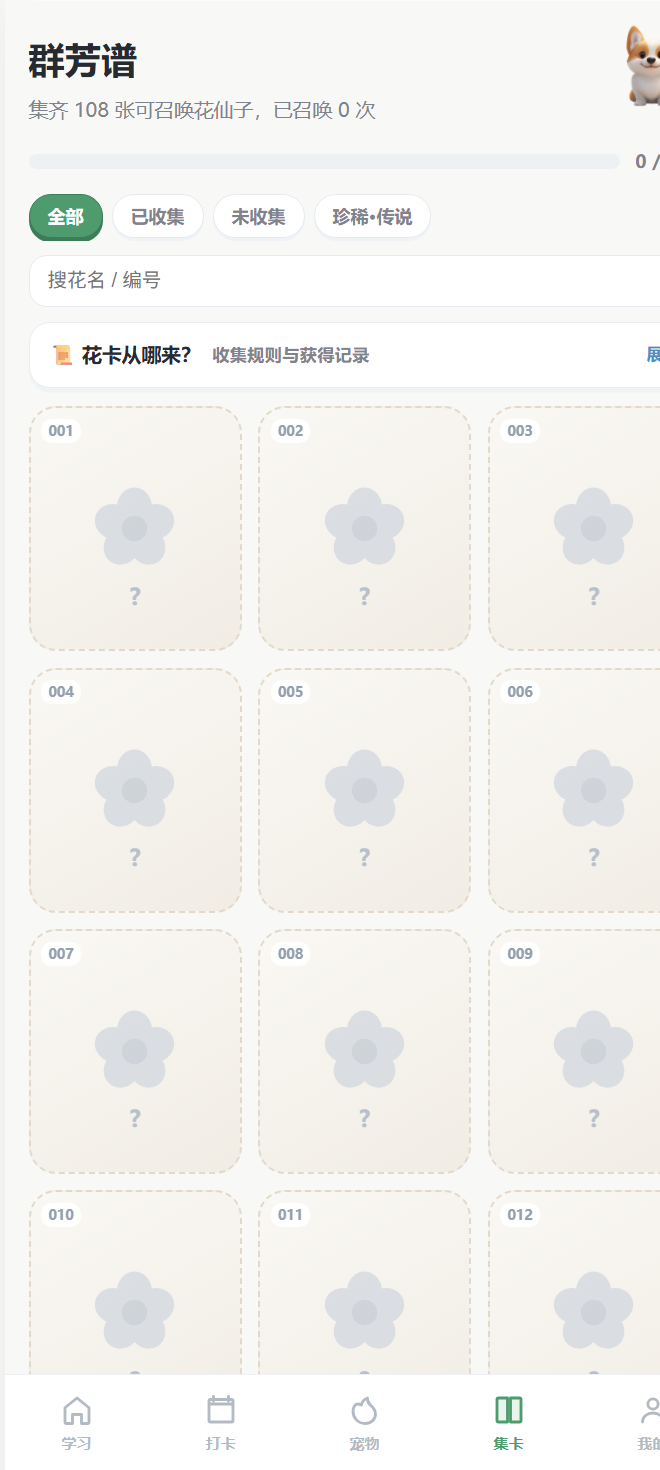 群芳谱
集齐 108 张可召唤花仙子，已召唤 0 次
0 /
全部 已收集 未收集 珍稀·传说
搜花名 / 编号
花卡从哪来？ 收集规则与获得记录 展
001 002 003
? ? ?
004 005 006
? ? ?
007 008 009
? ? ?
010 011 012
学习 打卡 宠物 集卡 我的